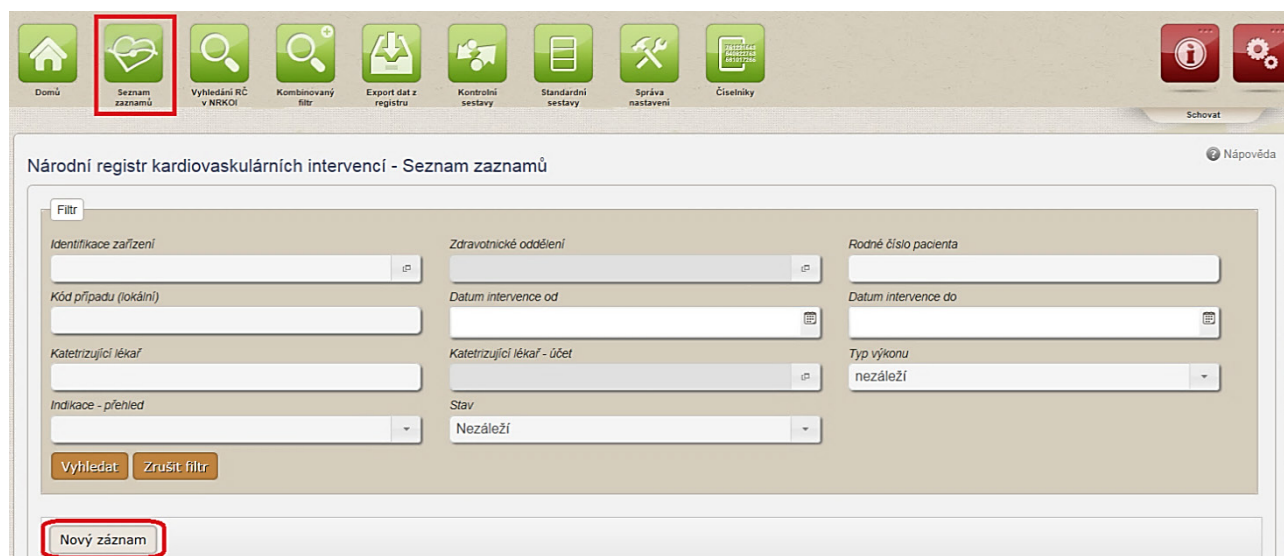 Domů
Seznam zaznamů
Vyhledání RČ v NRKOI
Kombinovaný filtr
Export dat z registru
Kontrolní sestavy
Standardní sestavy
Správa nastavení
Číselníky
Schovat
Nápověda
Národní registr kardiovaskulárních intervencí - Seznam zaznamů
Filtr
Identifikace zařízení Zdravotnické oddělení Rodné číslo pacienta
Kód případu (lokální) Datum intervence od Datum intervence do
Katetrizující lékař Katetrizující lékař - účet Typ výkonu
nezáleží
Indikace - přehled Stav
Nezáleží
Vyhledat Zrušit filtr
Nový záznam